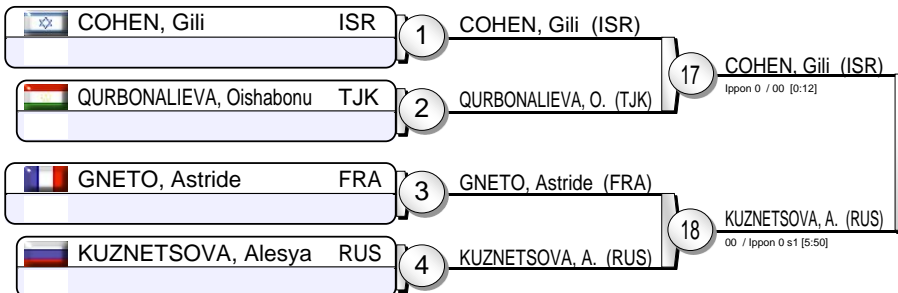 COHEN, Gili ISR
1
COHEN, Gili (ISR)
17
COHEN, Gili (ISR)
Ippon 0 / 00 [0:12]
QURBONALIEVA, Oishabonu TJK
2
QURBONALIEVA, O. (TJK)
GNETO, Astride FRA
3
GNETO, Astride (FRA)
18
KUZNETSOVA, A. (RUS)
00 / Ippon 0 s1 [5:50]
KUZNETSOVA, Alesya RUS
4
KUZNETSOVA, A. (RUS)